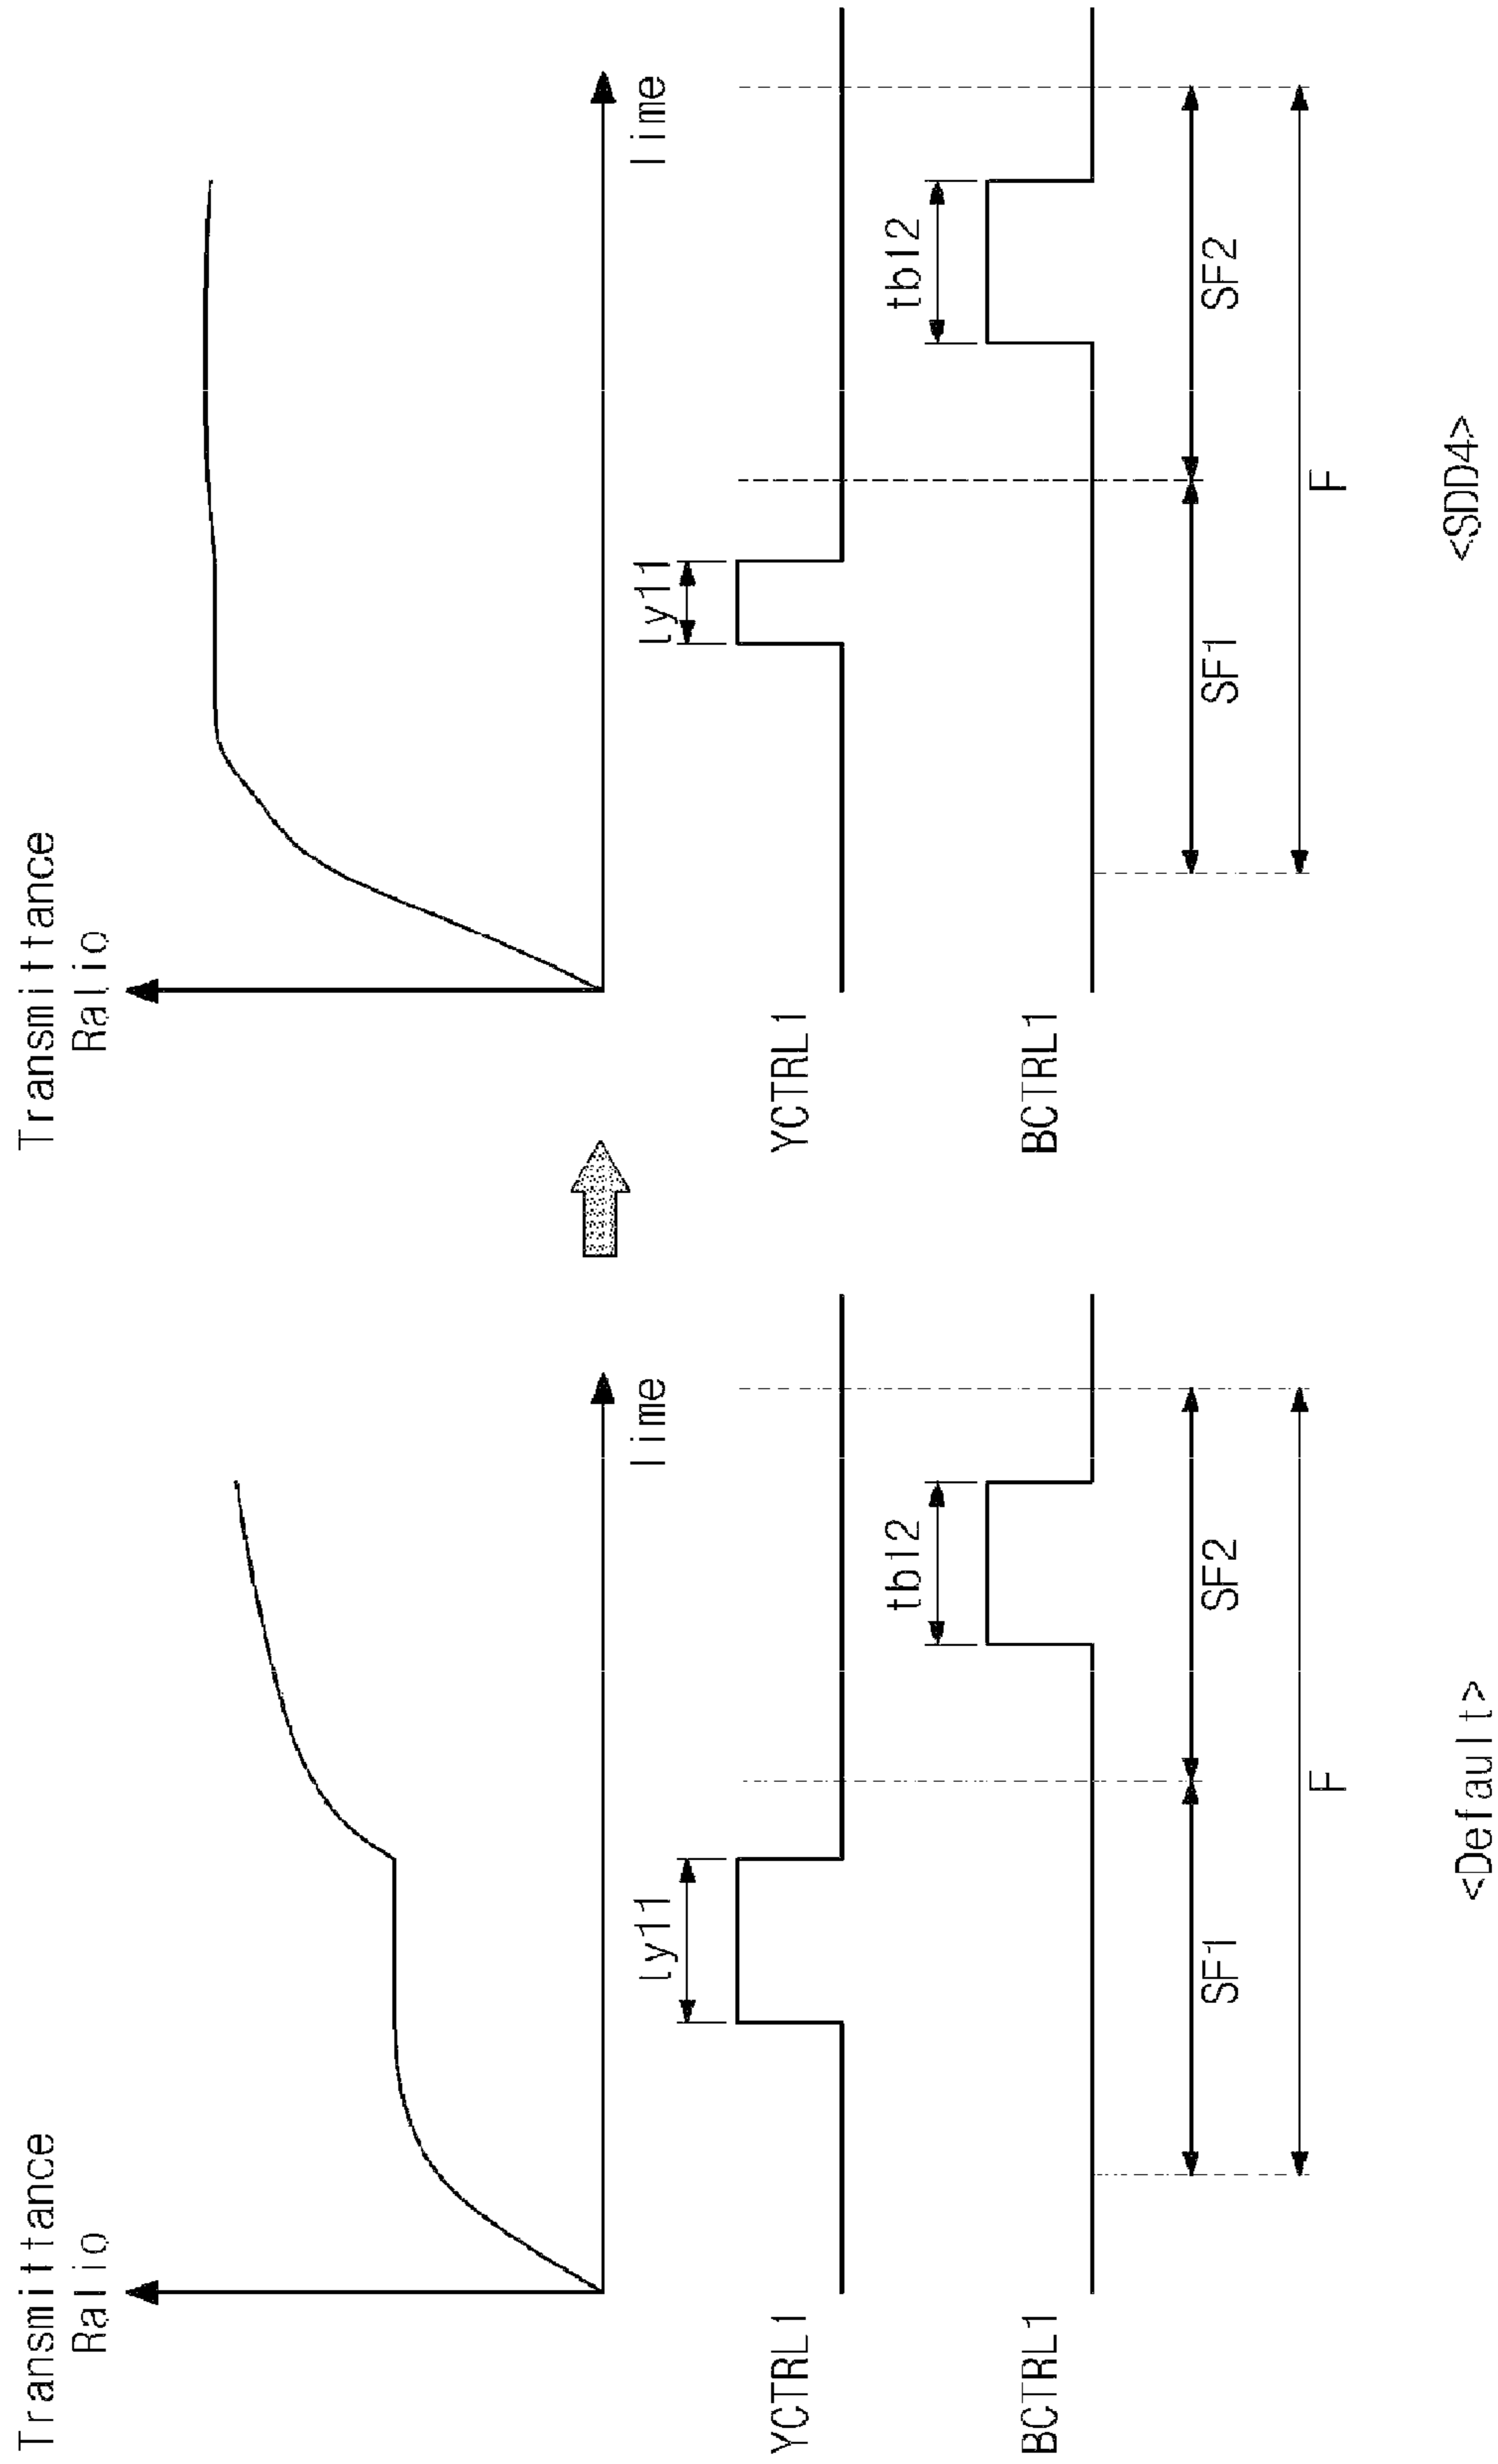 Transmittance
Ratio
Time
YCTRL1
ty11
BCTRL1
tb12
SF1
SF2
F
<Default>
Transmittance
Ratio
Time
YCTRL1
ty11
BCTRL1
tb12
SF1
SF2
F
<SDD4>